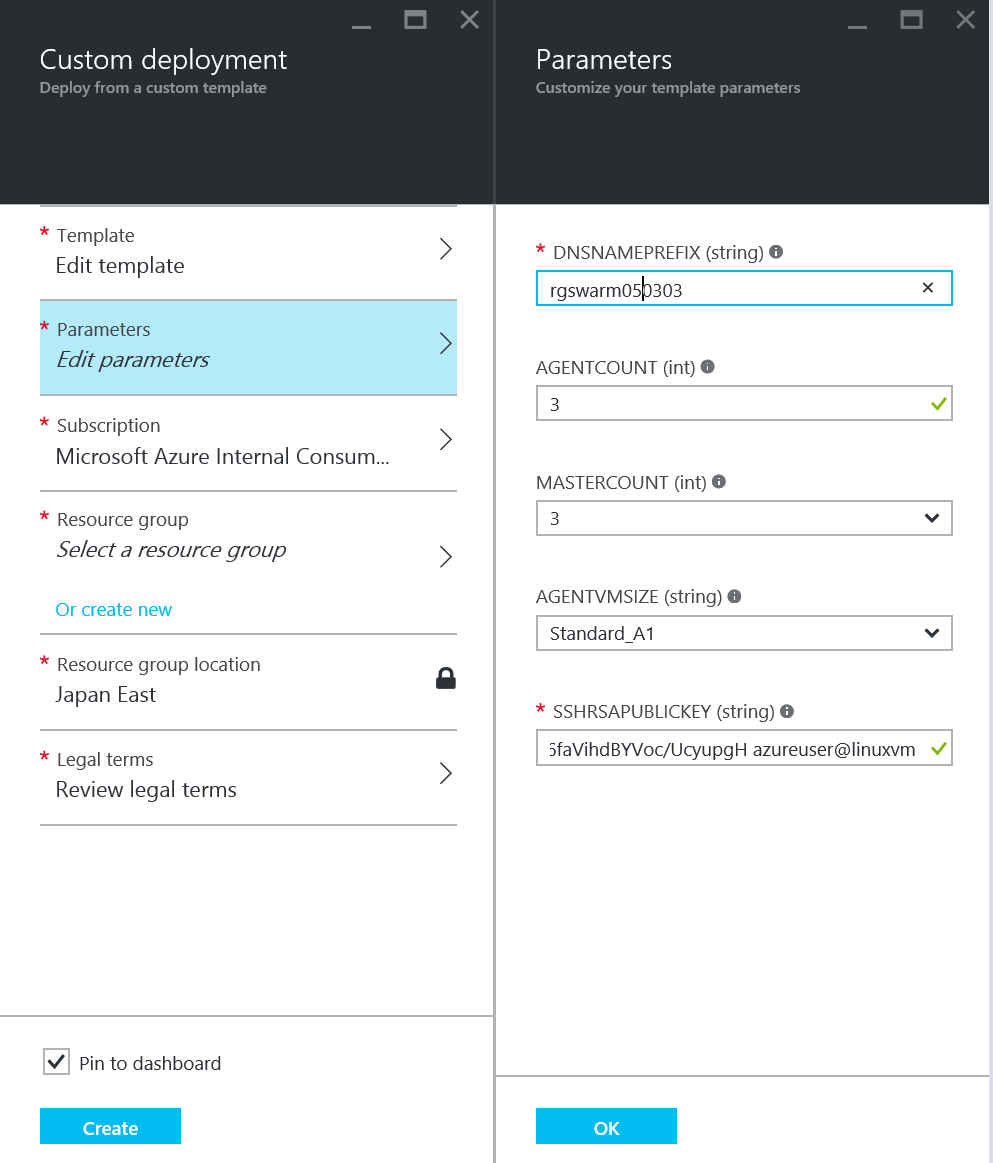 Custom deployment
Deploy from a custom template
* Template
Edit template
* Parameters
Edit parameters
* Subscription
Microsoft Azure Internal Consum...
* Resource group
Select a resource group
Or create new
* Resource group location
Japan East
* Legal terms
Review legal terms
Pin to dashboard
Create
Parameters
Customize your template parameters
* DNSNAMEPREFIX (string)
rgswarm050303
AGENTCOUNT (int)
3
MASTERCOUNT (int)
3
AGENTVMSIZE (string)
Standard_A1
* SSHRSAPUBLICKEY (string)
5faVihdBYVoc/UcyupgH azureuser@linuxvm
OK